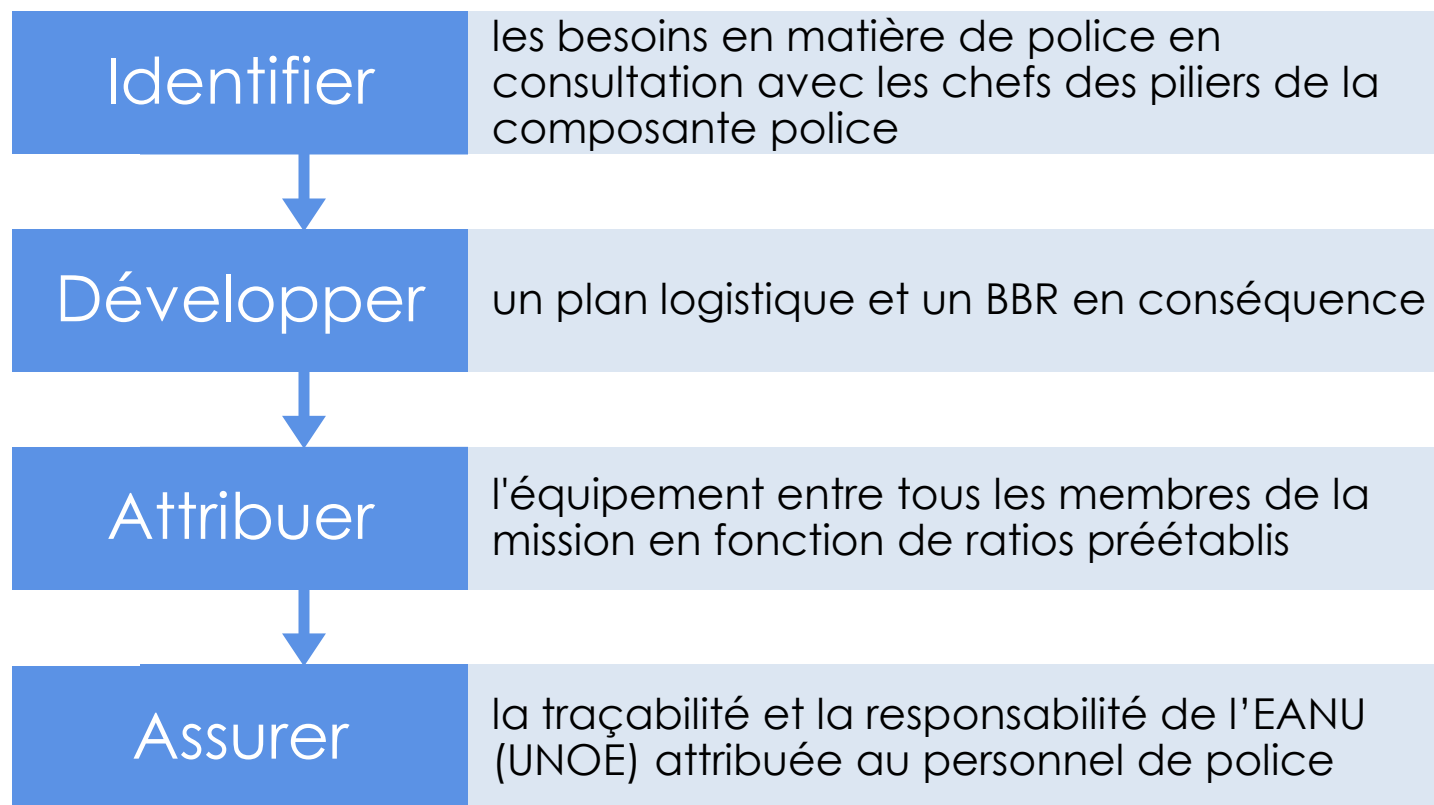 Identifier
les besoins en matière de police en
consultation avec les chefs des piliers de la
composante police
Développer
un plan logistique et un BBR en conséquence
Attribuer
l'équipement entre tous les membres de la
mission en fonction de ratios préétablis
Assurer
la traçabilité et la responsabilité de l’EANU
(UNOE) attribuée au personnel de police